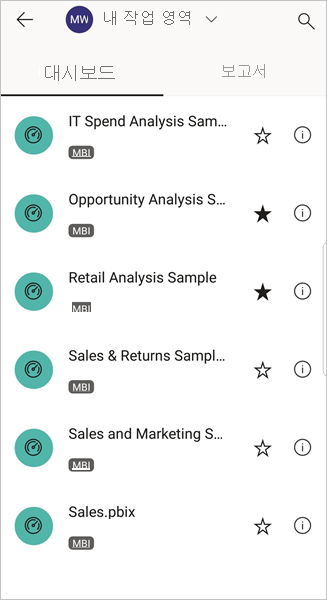 MW 내 작업 영역
대시보드 보고서
IT Spend Analysis Sam...
MBI
Opportunity Analysis S...
MBI
Retail Analysis Sample
MBI
Sales & Returns Sampl...
MBI
Sales and Marketing S...
MBI
Sales.pbix
MBI